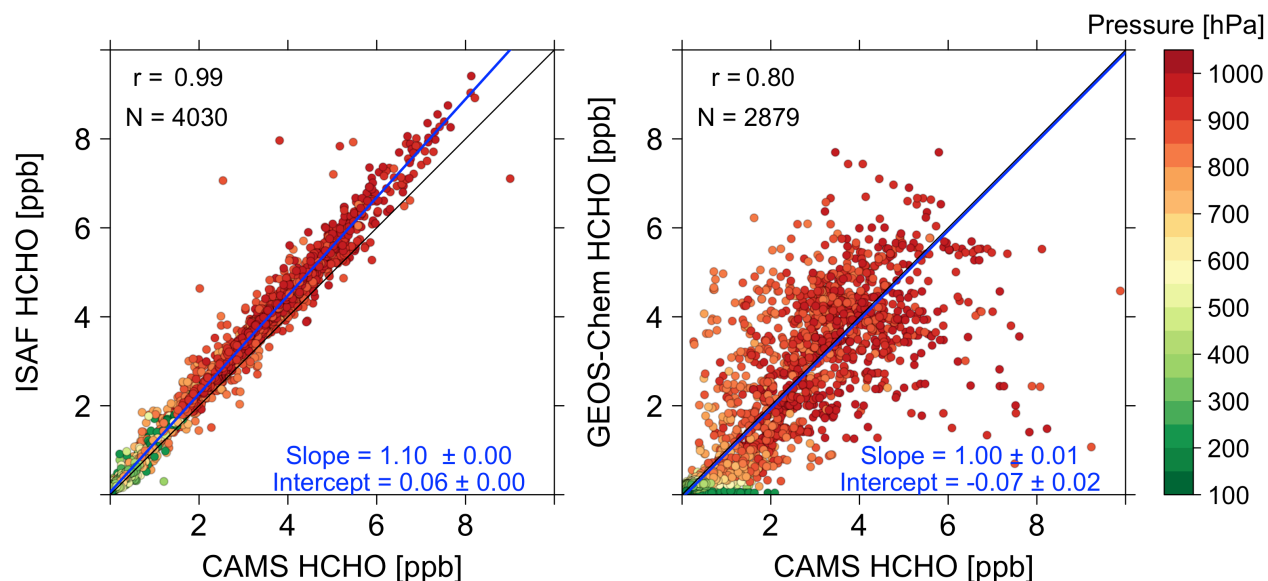 Pressure [hPa]
r = 0.99
N = 4030
8
6
4
2
ISAF HCHO [ppb]
Slope = 1.10 ± 0.00
Intercept = 0.06 ± 0.00
2 4 6 8
CAMS HCHO [ppb]
r = 0.80
N = 2879
8
6
4
2
GEOS-Chem HCHO [ppb]
Slope = 1.00 ± 0.01
Intercept = -0.07 ± 0.02
2 4 6 8
CAMS HCHO [ppb]
1000
900
800
700
600
500
400
300
200
100